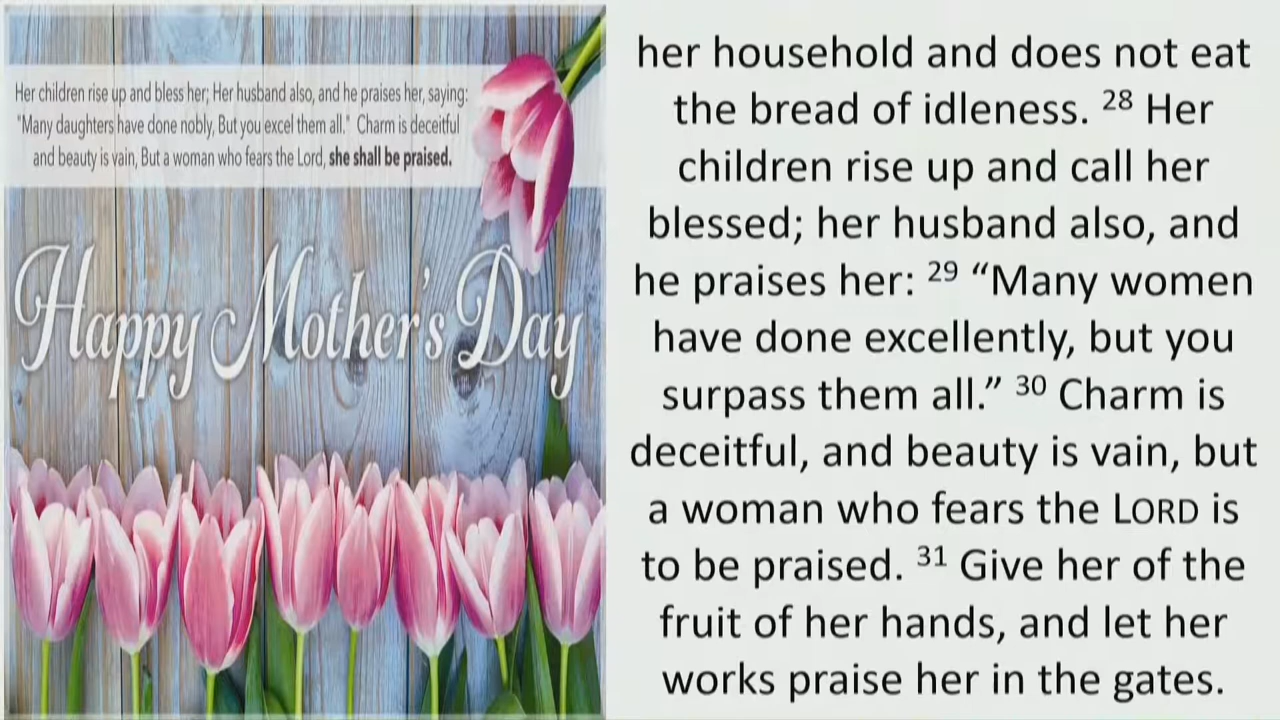 Her children rise up and bless her; Her husband also, and he praises her, saying:
"Many daughters have done nobly, But you excel them all." Charm is deceitful
and beauty is vain, But a woman who fears the Lord, she shall be praised.
Happy Mother's Day
her household and does not eat
the bread of idleness. 28 Her
children rise up and call her
blessed; her husband also, and
he praises her: 29 “Many women
have done excellently, but you
surpass them all.” 30 Charm is
deceitful, and beauty is vain, but
a woman who fears the LORD is
to be praised. 31 Give her of the
fruit of her hands, and let her
works praise her in the gates.